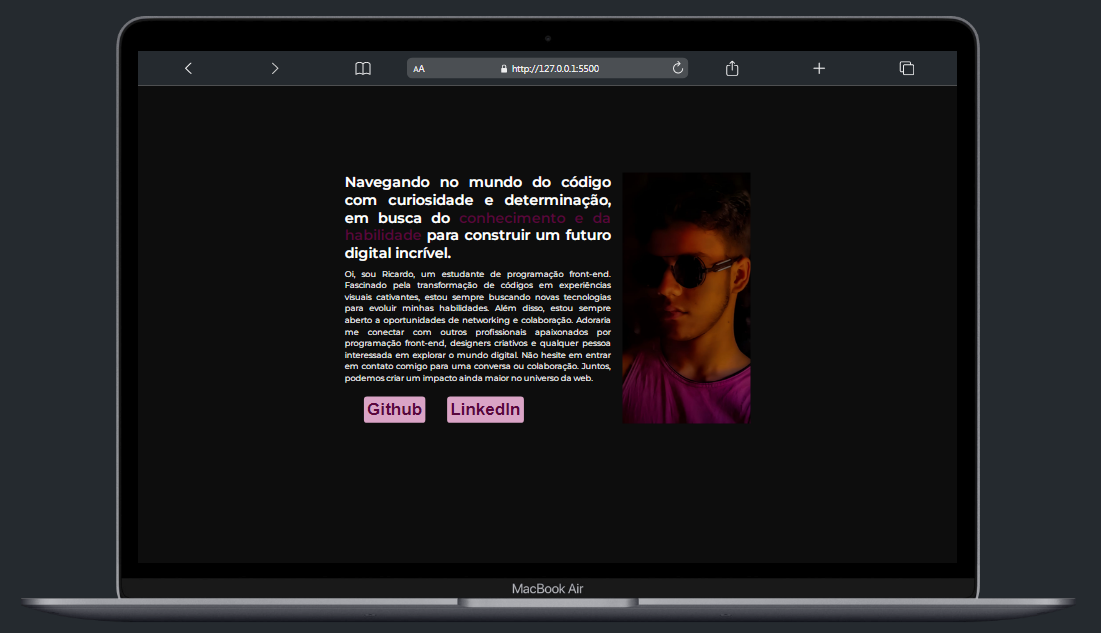 AA http://127.0.0.1:5500
Navegando no mundo do código
com curiosidade e determinação,
em busca do conhecimento e da
habilidade para construir um futuro
digital incrível.
Oi, sou Ricardo, um estudante de programação front-end.
Fascinado pela transformação de códigos em experiências
visuais cativantes, estou sempre buscando novas tecnologias
para evoluir minhas habilidades. Além disso, estou sempre
aberto a oportunidades de networking e colaboração. Adoraria
me conectar com outros profissionais apaixonados por
programação front-end, designers criativos e qualquer pessoa
interessada em explorar o mundo digital. Não hesite em entrar
em contato comigo para uma conversa ou colaboração. Juntos,
podemos criar um impacto ainda maior no universo da web.
Github LinkedIn
MacBook Air